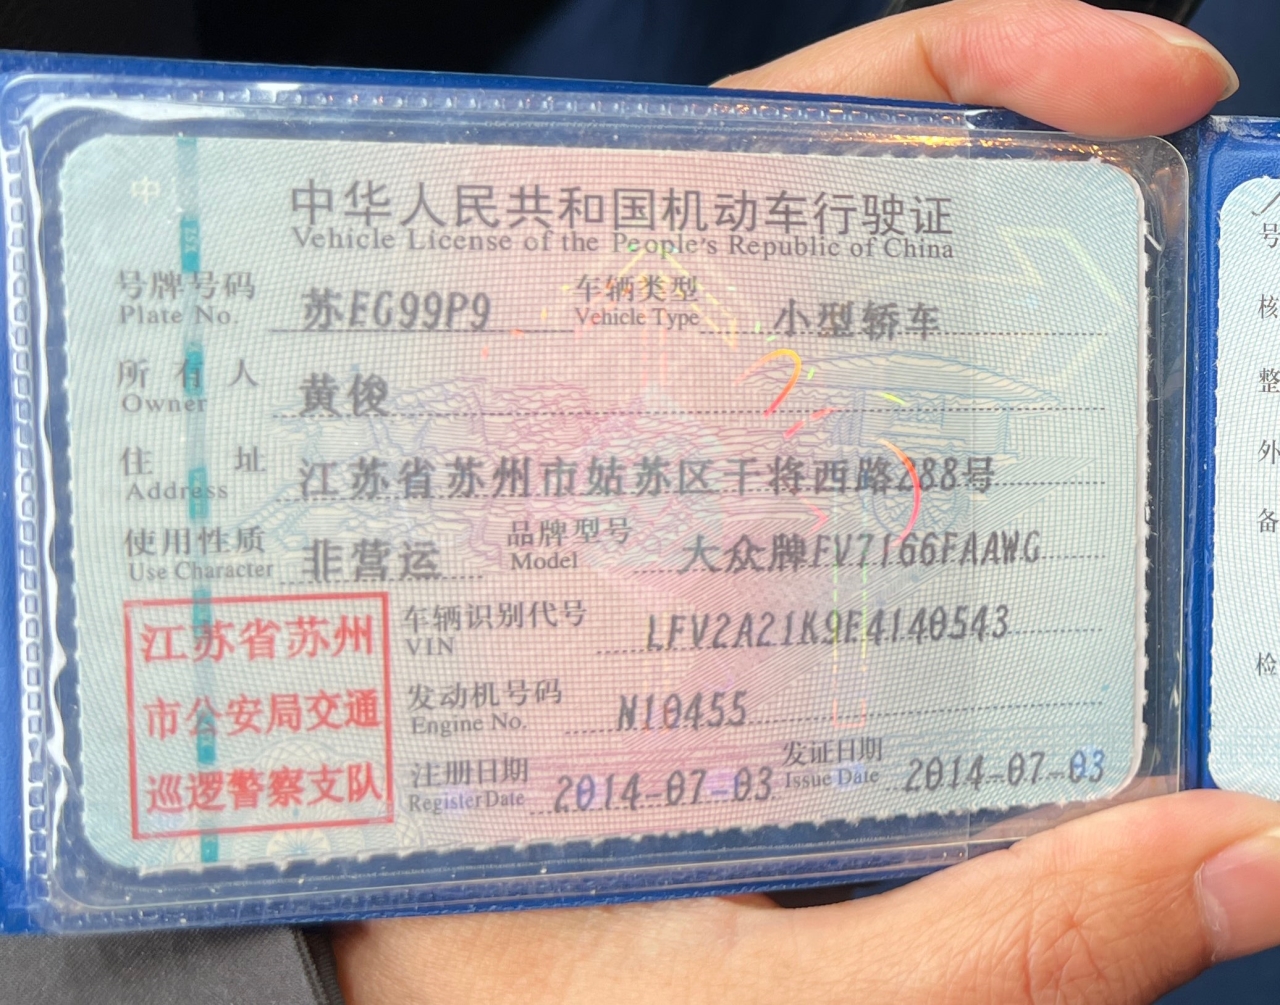 中华人民共和国机动车行驶证
Vehicle License of the People's Republic of China
号牌号码 苏EG99P9 车辆类型 小型轿车
Plate No. Vehicle Type
所有人 黄俊
Owner
住址 江苏省苏州市姑苏区干将西路288号
Address
使用性质 非营运 品牌型号 大众牌FV7166FAAWG
Use Character Model
车辆识别代号 LFV2A21K9E4140543
VIN
发动机号码 N10455
Engine No.
注册日期 2014-07-03 发证日期 2014-07-03
Register Date Issue Date
江苏省苏州
市公安局交通
巡逻警察支队
中
号
核
整
外
备
检